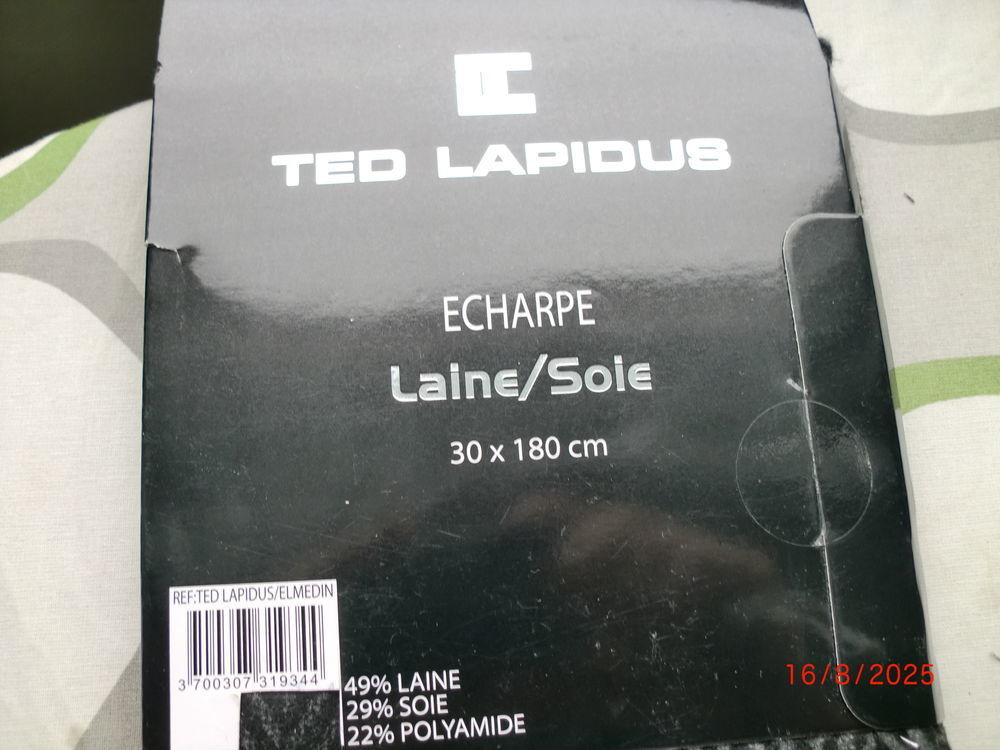 TED LAPIDUS
ECHARPE
Laine/Soie
30 x 180 cm
REF:TED LAPIDUS/ELMEDIN
3 700307 319344
49% LAINE
29% SOIE
22% POLYAMIDE
16/8/2025